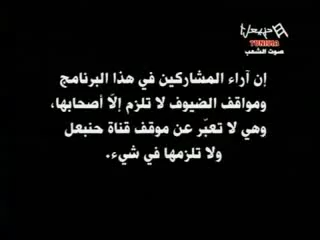 TUNISIA
صوت الشعب
إن آراء المشاركين في هذا البرنامج
ومواقف الضيوف لا تلزم إلاّ أصحابها،
وهي لا تعبّر عن موقف قناة حنبعل
ولا تلزمها في شيء.